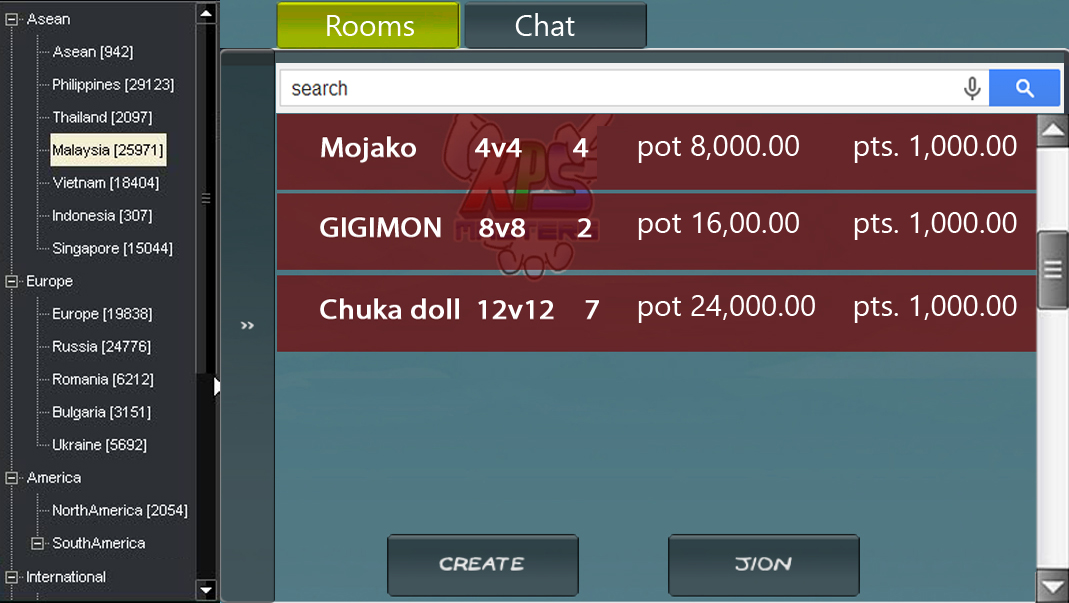 Asean
Asean [942]
Philippines [29123]
Thailand [2097]
Malaysia [25971]
Vietnam [18404]
Indonesia [307]
Singapore [15044]
Europe
Europe [19838]
Russia [24776]
Romania [6212]
Bulgaria [3151]
Ukraine [5692]
America
NorthAmerica [2054]
SouthAmerica
International
Rooms Chat
search
Mojako 4v4 4 pot 8,000.00 pts. 1,000.00
GIGIMON 8v8 2 pot 16,00.00 pts. 1,000.00
Chuka doll 12v12 7 pot 24,000.00 pts. 1,000.00
RPS
MASTERS
CREATE JION